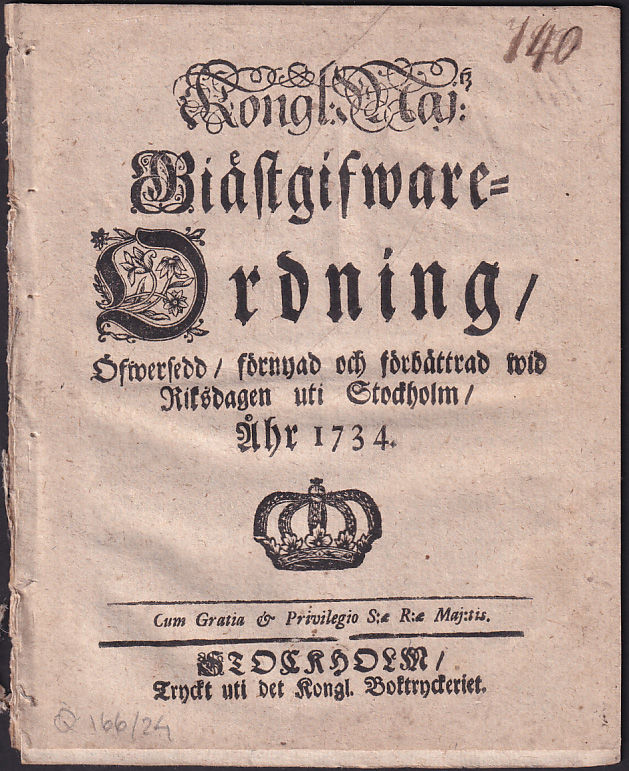 140
Kongl. Maj:tz
Giästgifware-
Ordning/
Öfwersedd / förnyad och förbättrad wid
Riksdagen uti Stockholm/
Åhr 1734.
Cum Gratia & Privilegio S:æ R:æ Maj:tis.
STOCKHOLM/
Tryckt uti det Kongl. Boktryckeriet.
Q 166/24